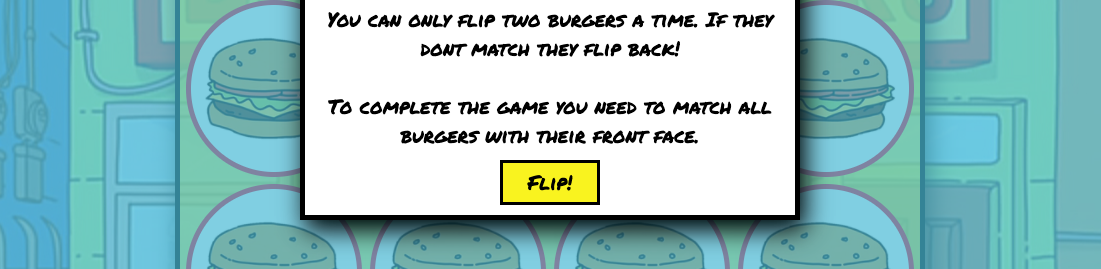 You can only flip two burgers a time. If they
dont match they flip back!
To complete the game you need to match all
burgers with their front face.
Flip!